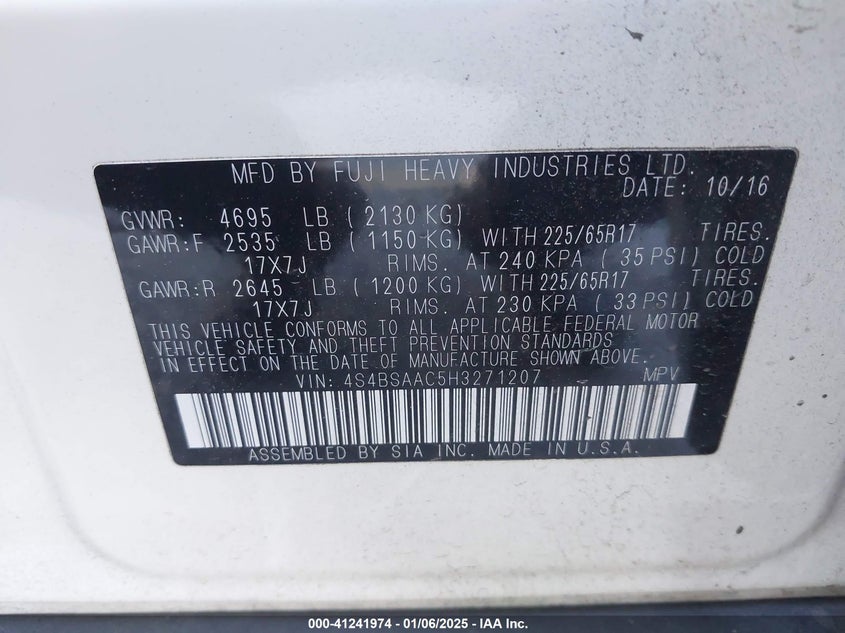 MFD BY FUJI HEAVY INDUSTRIES LTD.
DATE: 10/16
GVWR: 4695 LB ( 2130 KG)
GAWR:F 2535 LB ( 1150 KG) WITH 225/65R17 TIRES.
17X7J RIMS. AT 240 KPA ( 35 PSI) COLD
GAWR:R 2645 LB ( 1200 KG) WITH 225/65R17 TIRES.
17X7J RIMS. AT 230 KPA ( 33 PSI) COLD
THIS VEHICLE CONFORMS TO ALL APPLICABLE FEDERAL MOTOR
VEHICLE SAFETY AND THEFT PREVENTION STANDARDS
IN EFFECT ON THE DATE OF MANUFACTURE SHOWN ABOVE.
VIN: 4S4BSAAC5H3271207 MPV
ASSEMBLED BY SIA INC. MADE IN U.S.A.
000-41241974 - 01/06/2025 - IAA Inc.